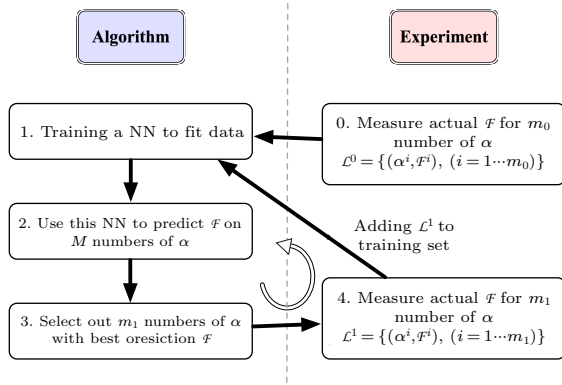 Algorithm
Experiment
1. Training a NN to fit data
0. Measure actual ℱ for m₀
number of α
ℒ⁰ = {(αⁱ,ℱⁱ), (i = 1···m₀)}
2. Use this NN to predict ℱ on
M numbers of α
Adding ℒ¹ to
training set
3. Select out m₁ numbers of α
with best oresiction ℱ
4. Measure actual ℱ for m₁
number of α
ℒ¹ = {(αⁱ,ℱⁱ), (i = 1···m₁)}